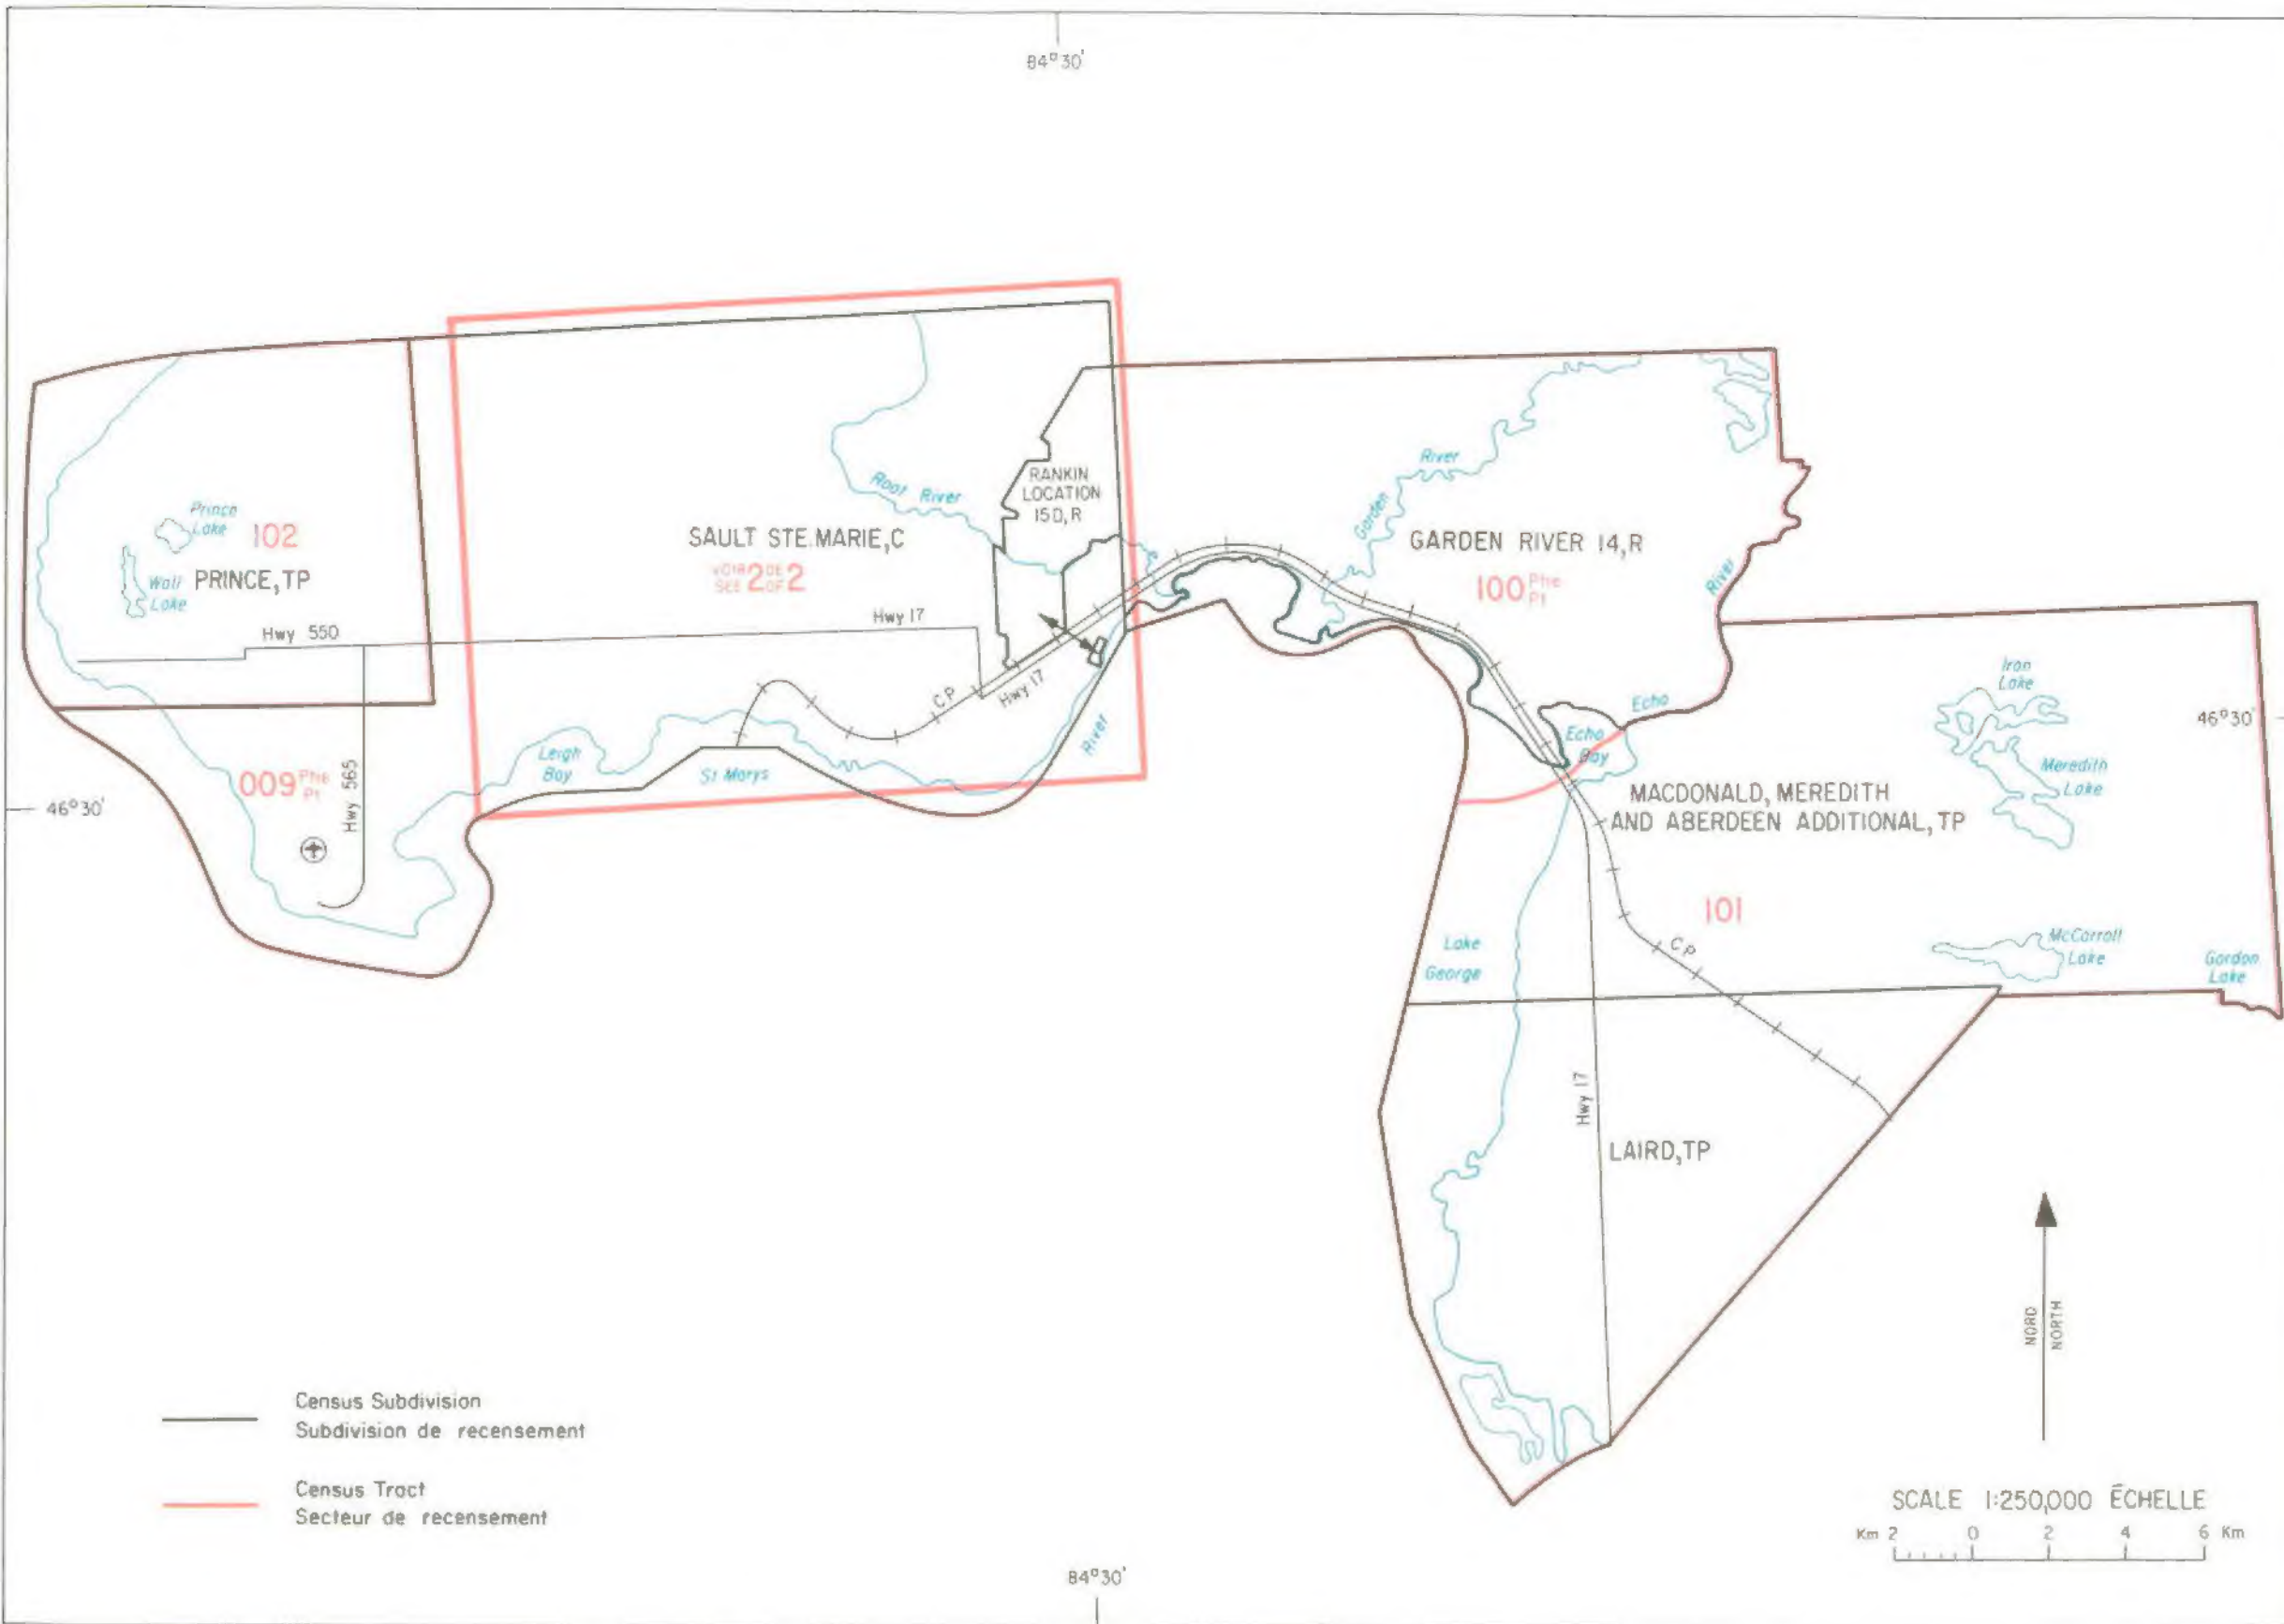 84°30'
Prince
Lake
102
Wall
Lake
PRINCE, TP
Hwy 550
009 Ptie
Pt
Hwy 565
46°30'
SAULT STE. MARIE, C
VOIR 2 DE 2
SEE 2 OF 2
Root River
RANKIN
LOCATION
15D, R
Hwy 17
C.P.
Hwy 17
Leigh
Bay
St Marys
River
Garden
River
GARDEN RIVER 14, R
100 Ptie
Pt
River
Echo
Echo
Bay
Iron
Lake
46°30'
Meredith
Lake
MACDONALD, MEREDITH
AND ABERDEEN ADDITIONAL, TP
101
C.P.
McCarroll
Lake
Gordon
Lake
Lake
George
Hwy 17
LAIRD, TP
NORD
NORTH
Census Subdivision
Subdivision de recensement
Census Tract
Secteur de recensement
SCALE 1:250,000 ÉCHELLE
Km 2 0 2 4 6 Km
84°30'